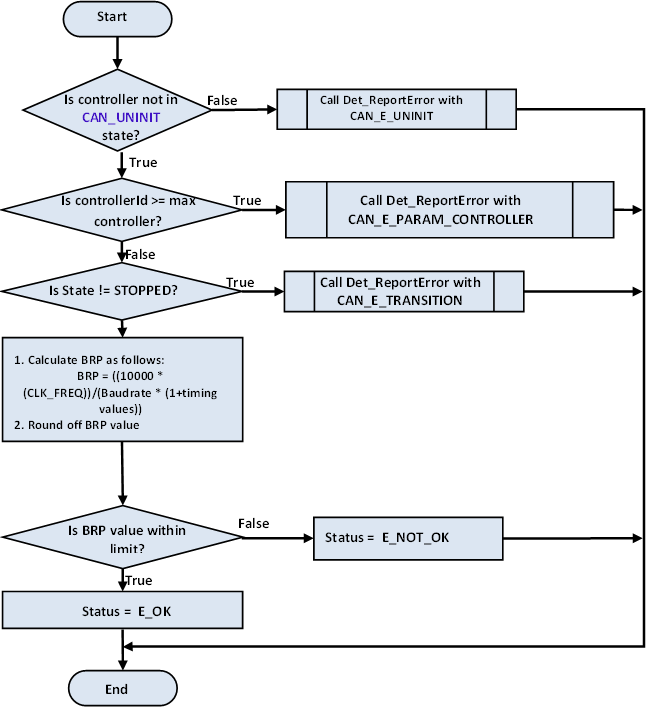 Start
Is controller not in
CAN_UNINIT
state?
False
Call Det_ReportError with
CAN_E_UNINIT
True
Is controllerId >= max
controller?
True
Call Det_ReportError with
CAN_E_PARAM_CONTROLLER
False
Is State != STOPPED?
True
Call Det_ReportError with
CAN_E_TRANSITION
1. Calculate BRP as follows:
BRP = ((10000 *
(CLK_FREQ))/(Baudrate * (1+timing
values))
2. Round off BRP value
Is BRP value within
limit?
False
Status = E_NOT_OK
True
Status = E_OK
End